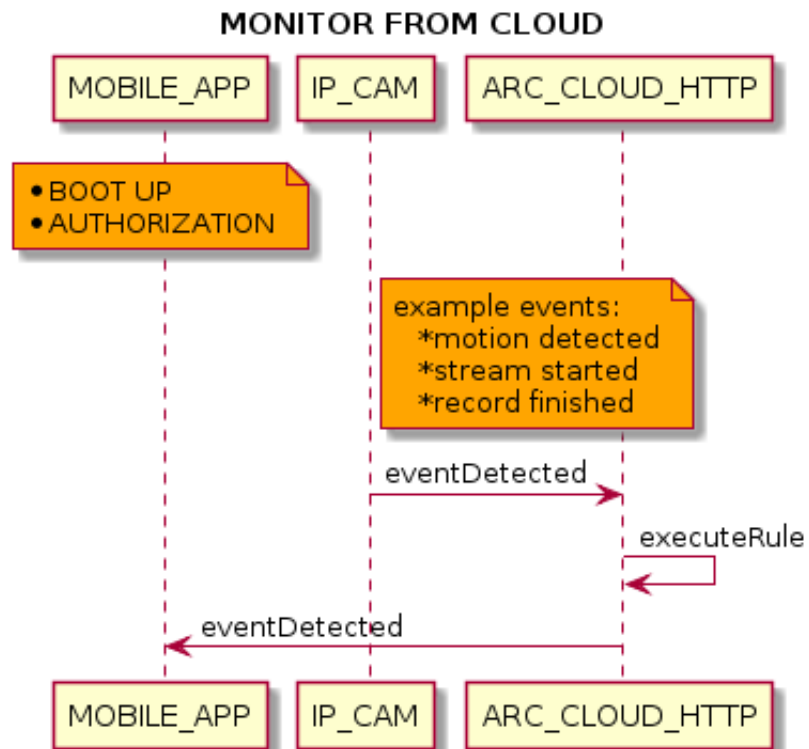 MONITOR FROM CLOUD
MOBILE_APP IP_CAM ARC_CLOUD_HTTP
•BOOT UP
•AUTHORIZATION
example events:
*motion detected
*stream started
*record finished
eventDetected
executeRule
eventDetected
MOBILE_APP IP_CAM ARC_CLOUD_HTTP